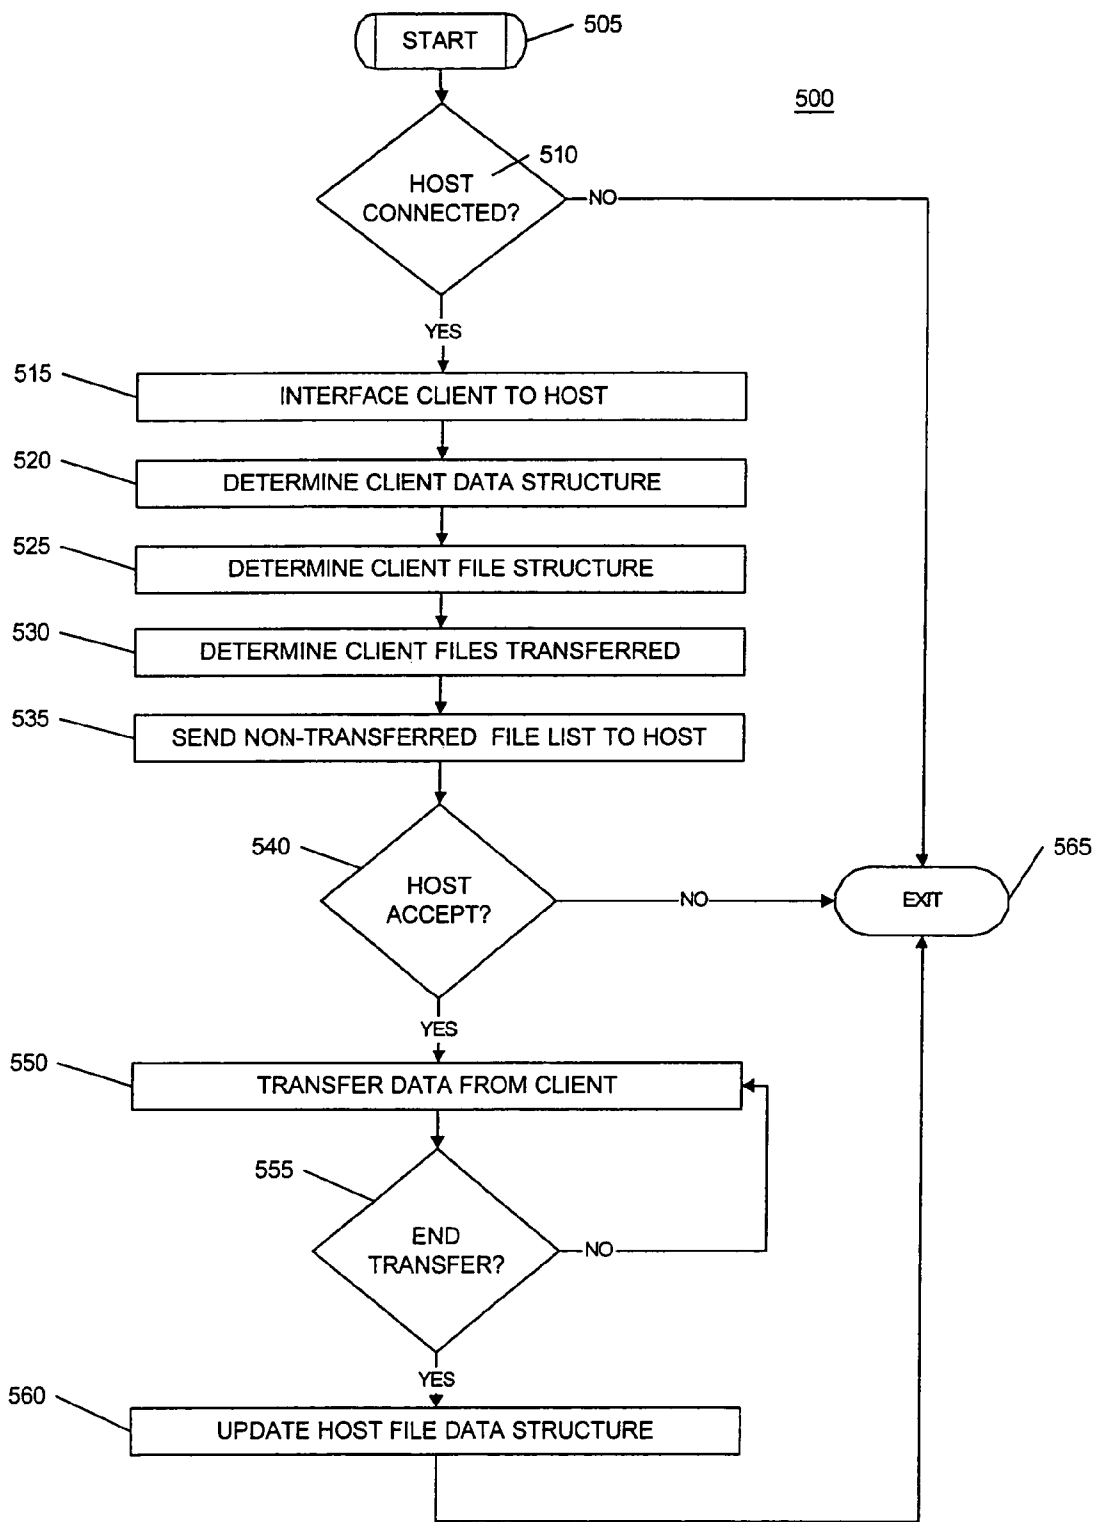 START
505
500
510
HOST
CONNECTED?
NO
YES
515
INTERFACE CLIENT TO HOST
520
DETERMINE CLIENT DATA STRUCTURE
525
DETERMINE CLIENT FILE STRUCTURE
530
DETERMINE CLIENT FILES TRANSFERRED
535
SEND NON-TRANSFERRED FILE LIST TO HOST
540
HOST
ACCEPT?
NO
EXIT
565
YES
550
TRANSFER DATA FROM CLIENT
555
END
TRANSFER?
NO
YES
560
UPDATE HOST FILE DATA STRUCTURE